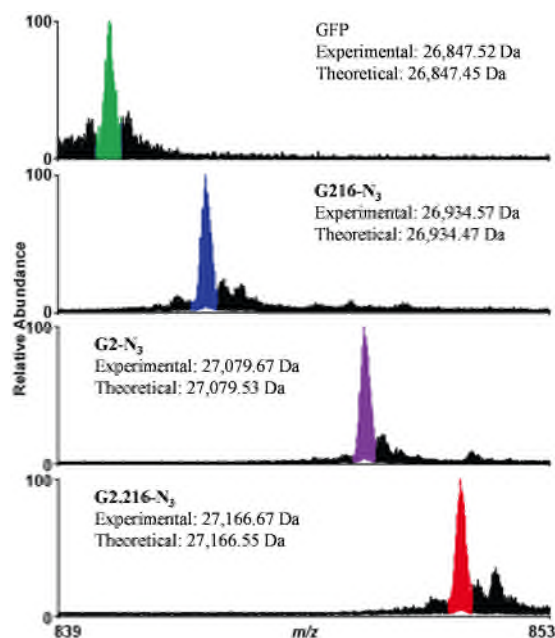 100
GFP
Experimental: 26,847.52 Da
Theoretical: 26,847.45 Da
0
100
G216-N₃
Experimental: 26,934.57 Da
Theoretical: 26,934.47 Da
0
100
G2-N₃
Experimental: 27,079.67 Da
Theoretical: 27,079.53 Da
0
100
G2.216-N₃
Experimental: 27,166.67 Da
Theoretical: 27,166.55 Da
0
Relative Abundance
839 m/z 853